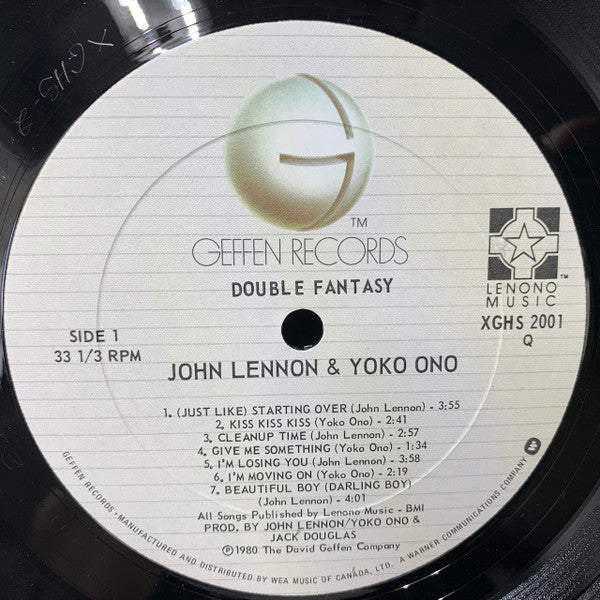 TM
GEFFEN RECORDS
DOUBLE FANTASY
TM
LENONO
MUSIC
SIDE 1
33 1/3 RPM
XGHS 2001
Q
JOHN LENNON & YOKO ONO
1. (JUST LIKE) STARTING OVER (John Lennon) - 3:55
2. KISS KISS KISS (Yoko Ono) - 2:41
3. CLEANUP TIME (John Lennon) - 2:57
4. GIVE ME SOMETHING (Yoko Ono) - 1:34
5. I'M LOSING YOU (John Lennon) - 3:58
6. I'M MOVING ON (Yoko Ono) - 2:19
7. BEAUTIFUL BOY (DARLING BOY)
(John Lennon) - 4:01
All Songs Published by Lenono Music - BMI
PROD. BY JOHN LENNON/YOKO ONO &
JACK DOUGLAS
Ⓟ©1980 The David Geffen Company
GEFFEN RECORDS • MANUFACTURED AND DISTRIBUTED BY WEA MUSIC OF CANADA, LTD. A WARNER COMMUNICATIONS COMPANY